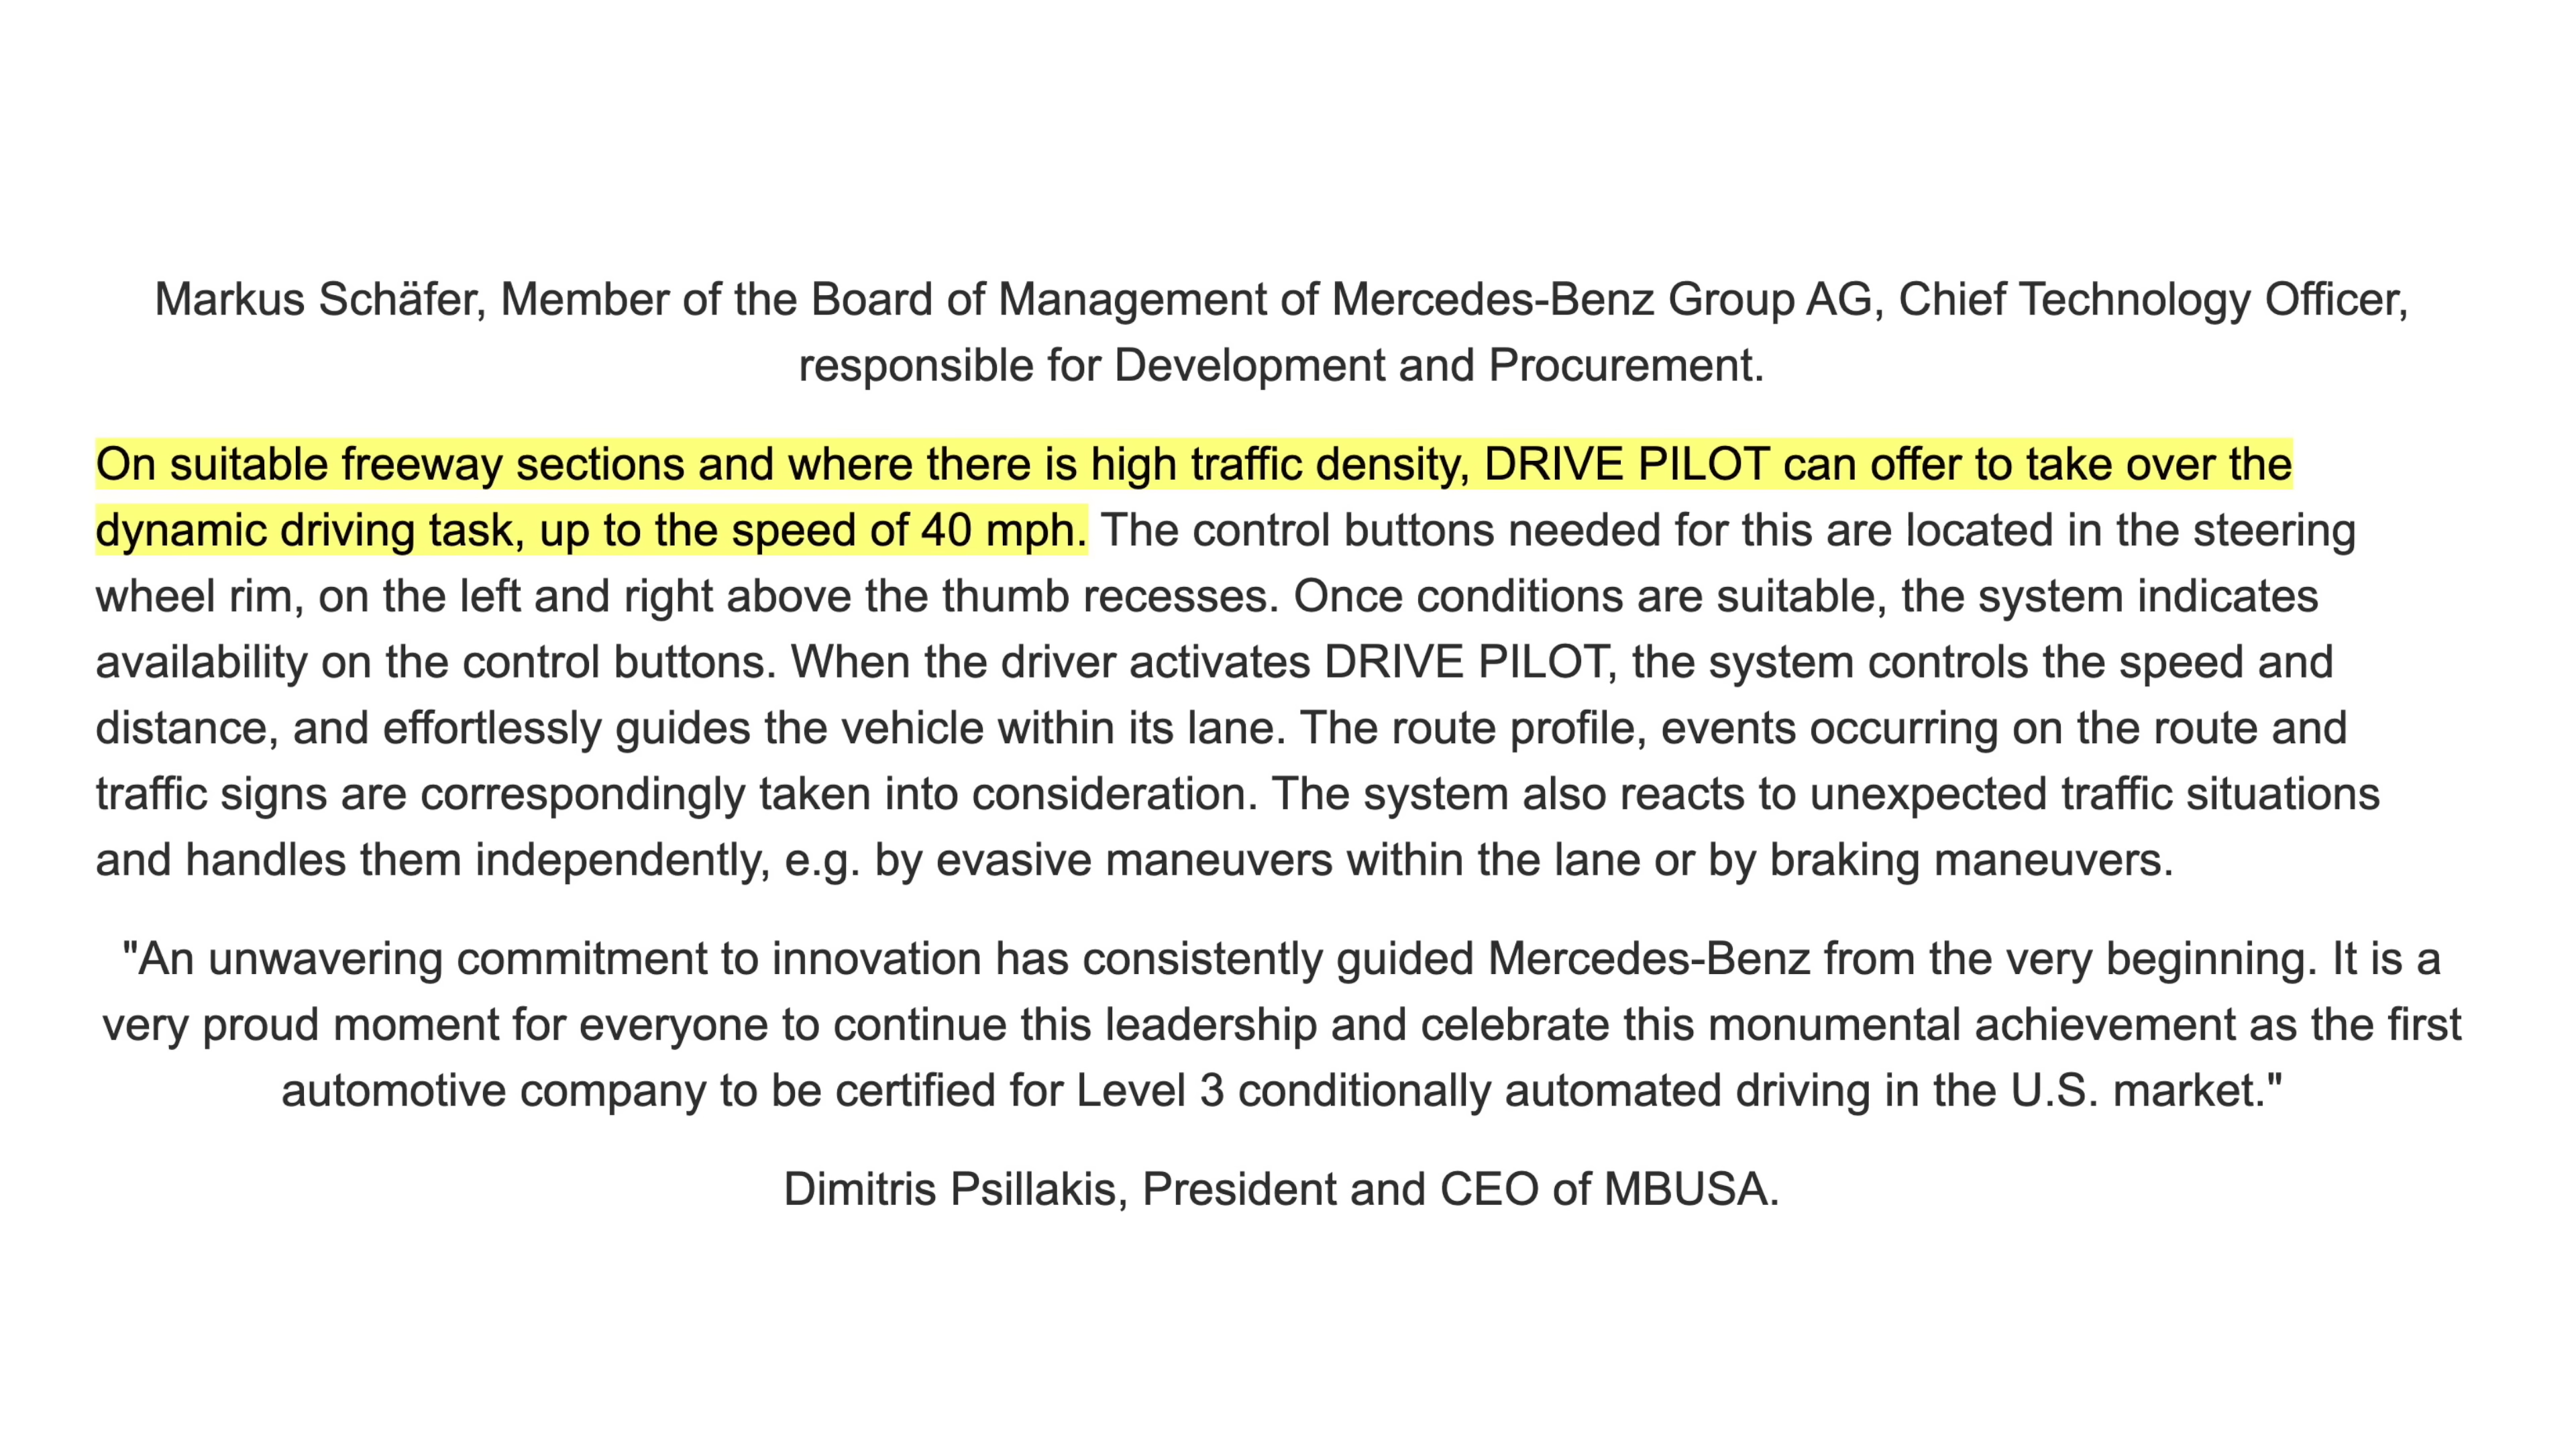 Markus Schäfer, Member of the Board of Management of Mercedes-Benz Group AG, Chief Technology Officer,
responsible for Development and Procurement.
On suitable freeway sections and where there is high traffic density, DRIVE PILOT can offer to take over the
dynamic driving task, up to the speed of 40 mph. The control buttons needed for this are located in the steering
wheel rim, on the left and right above the thumb recesses. Once conditions are suitable, the system indicates
availability on the control buttons. When the driver activates DRIVE PILOT, the system controls the speed and
distance, and effortlessly guides the vehicle within its lane. The route profile, events occurring on the route and
traffic signs are correspondingly taken into consideration. The system also reacts to unexpected traffic situations
and handles them independently, e.g. by evasive maneuvers within the lane or by braking maneuvers.
"An unwavering commitment to innovation has consistently guided Mercedes-Benz from the very beginning. It is a
very proud moment for everyone to continue this leadership and celebrate this monumental achievement as the first
automotive company to be certified for Level 3 conditionally automated driving in the U.S. market."
Dimitris Psillakis, President and CEO of MBUSA.